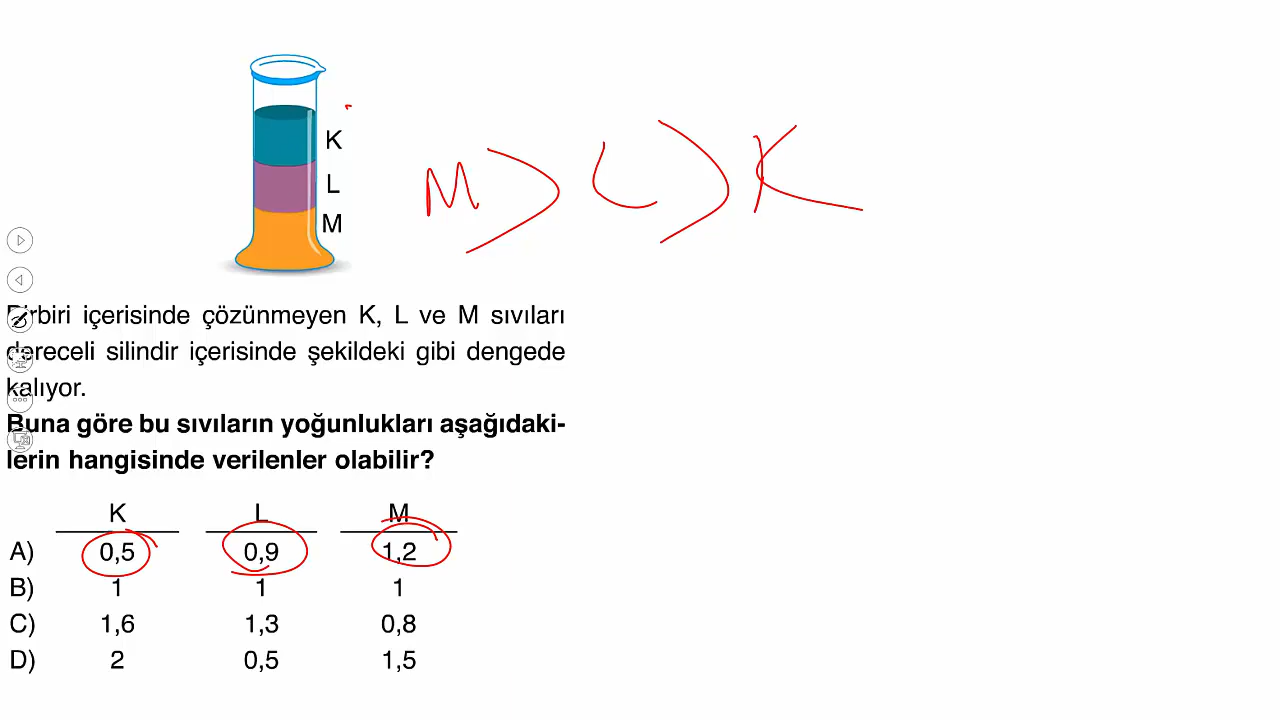 K
L
M
M > L > K
Birbiri içerisinde çözünmeyen K, L ve M sıvıları
dereceli silindir içerisinde şekildeki gibi dengede
kalıyor.
Buna göre bu sıvıların yoğunlukları aşağıdaki-
lerin hangisinde verilenler olabilir?
K L M
A) 0,5 0,9 1,2
B) 1 1 1
C) 1,6 1,3 0,8
D) 2 0,5 1,5